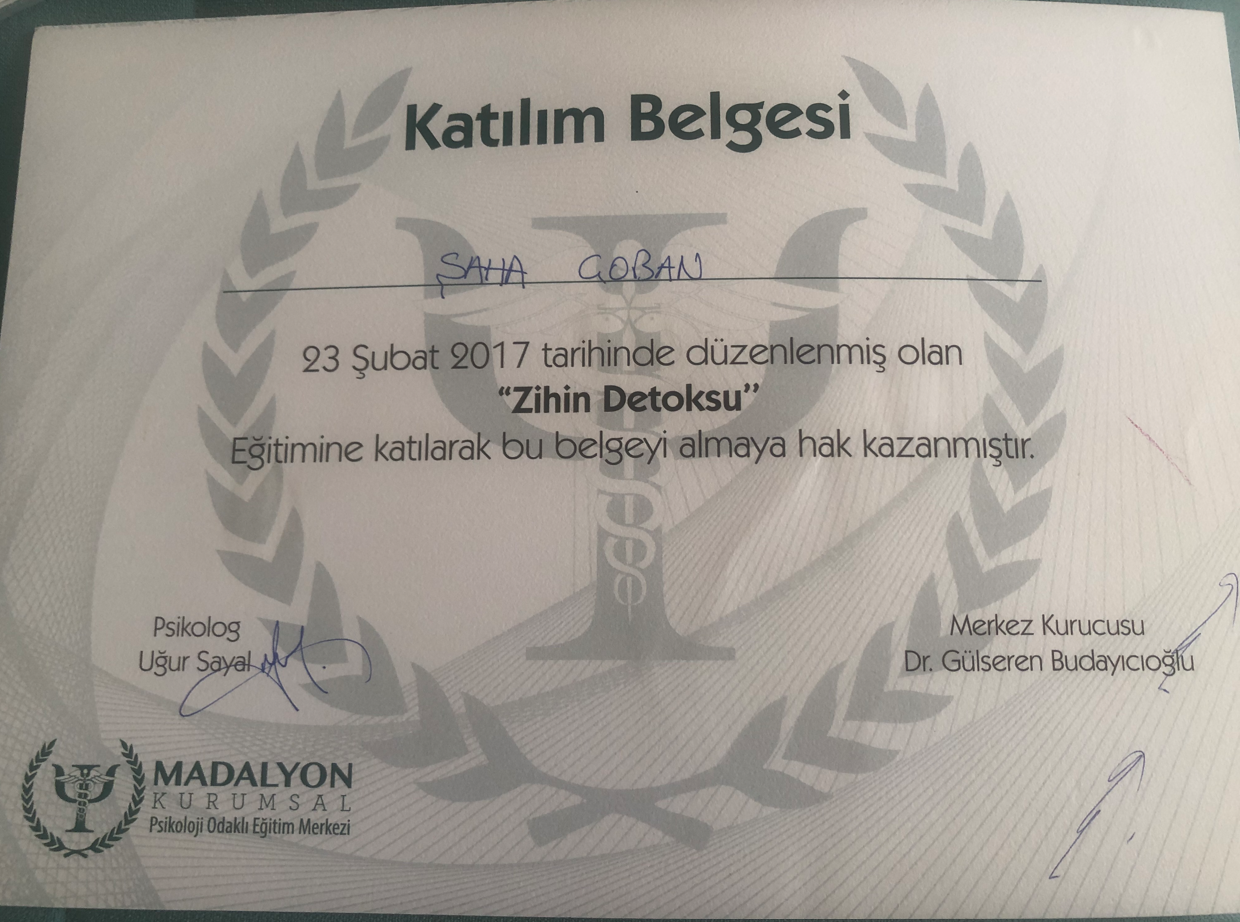 Katılım Belgesi
ŞAHA GOBAN
23 Şubat 2017 tarihinde düzenlenmiş olan
“Zihin Detoksu”
Eğitimine katılarak bu belgeyi almaya hak kazanmıştır.
Psikolog
Uğur Sayal
Merkez Kurucusu
Dr. Gülseren Budayıcıoğlu
MADALYON
KURUMSAL
Psikoloji Odaklı Eğitim Merkezi